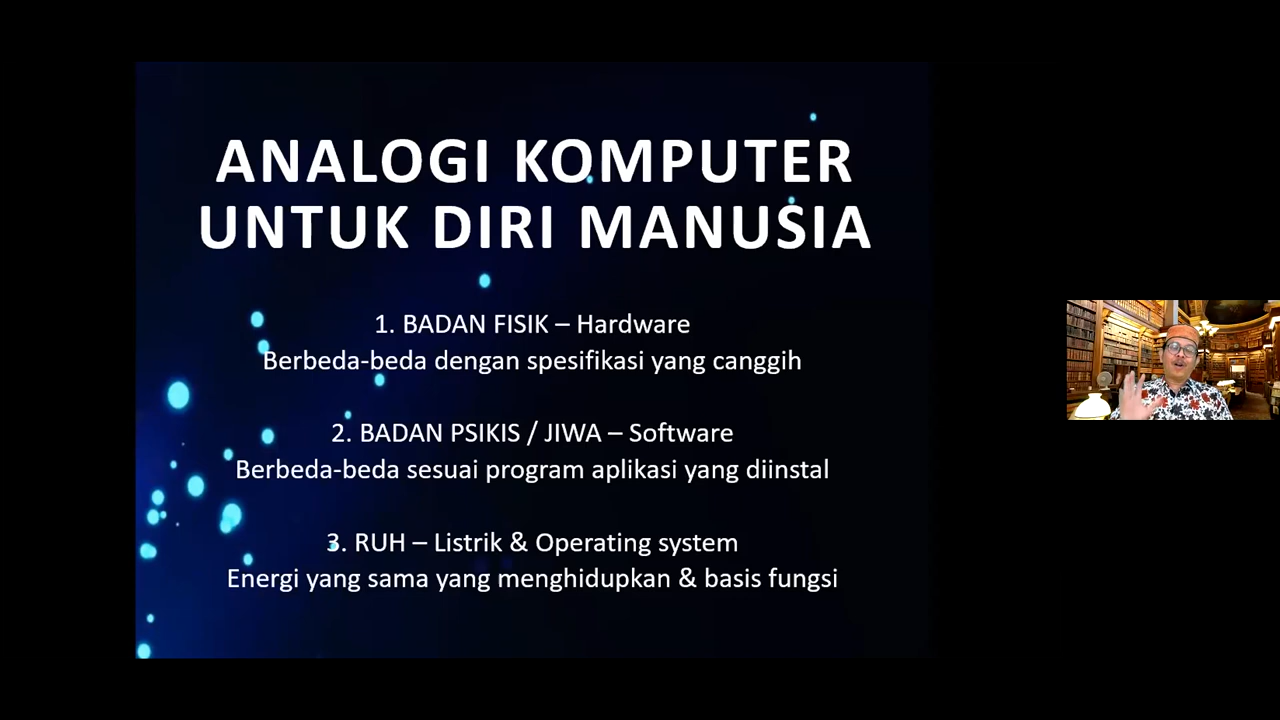 ANALOGI KOMPUTER
UNTUK DIRI MANUSIA
1. BADAN FISIK – Hardware
Berbeda-beda dengan spesifikasi yang canggih
2. BADAN PSIKIS / JIWA – Software
Berbeda-beda sesuai program aplikasi yang diinstal
3. RUH – Listrik & Operating system
Energi yang sama yang menghidupkan & basis fungsi